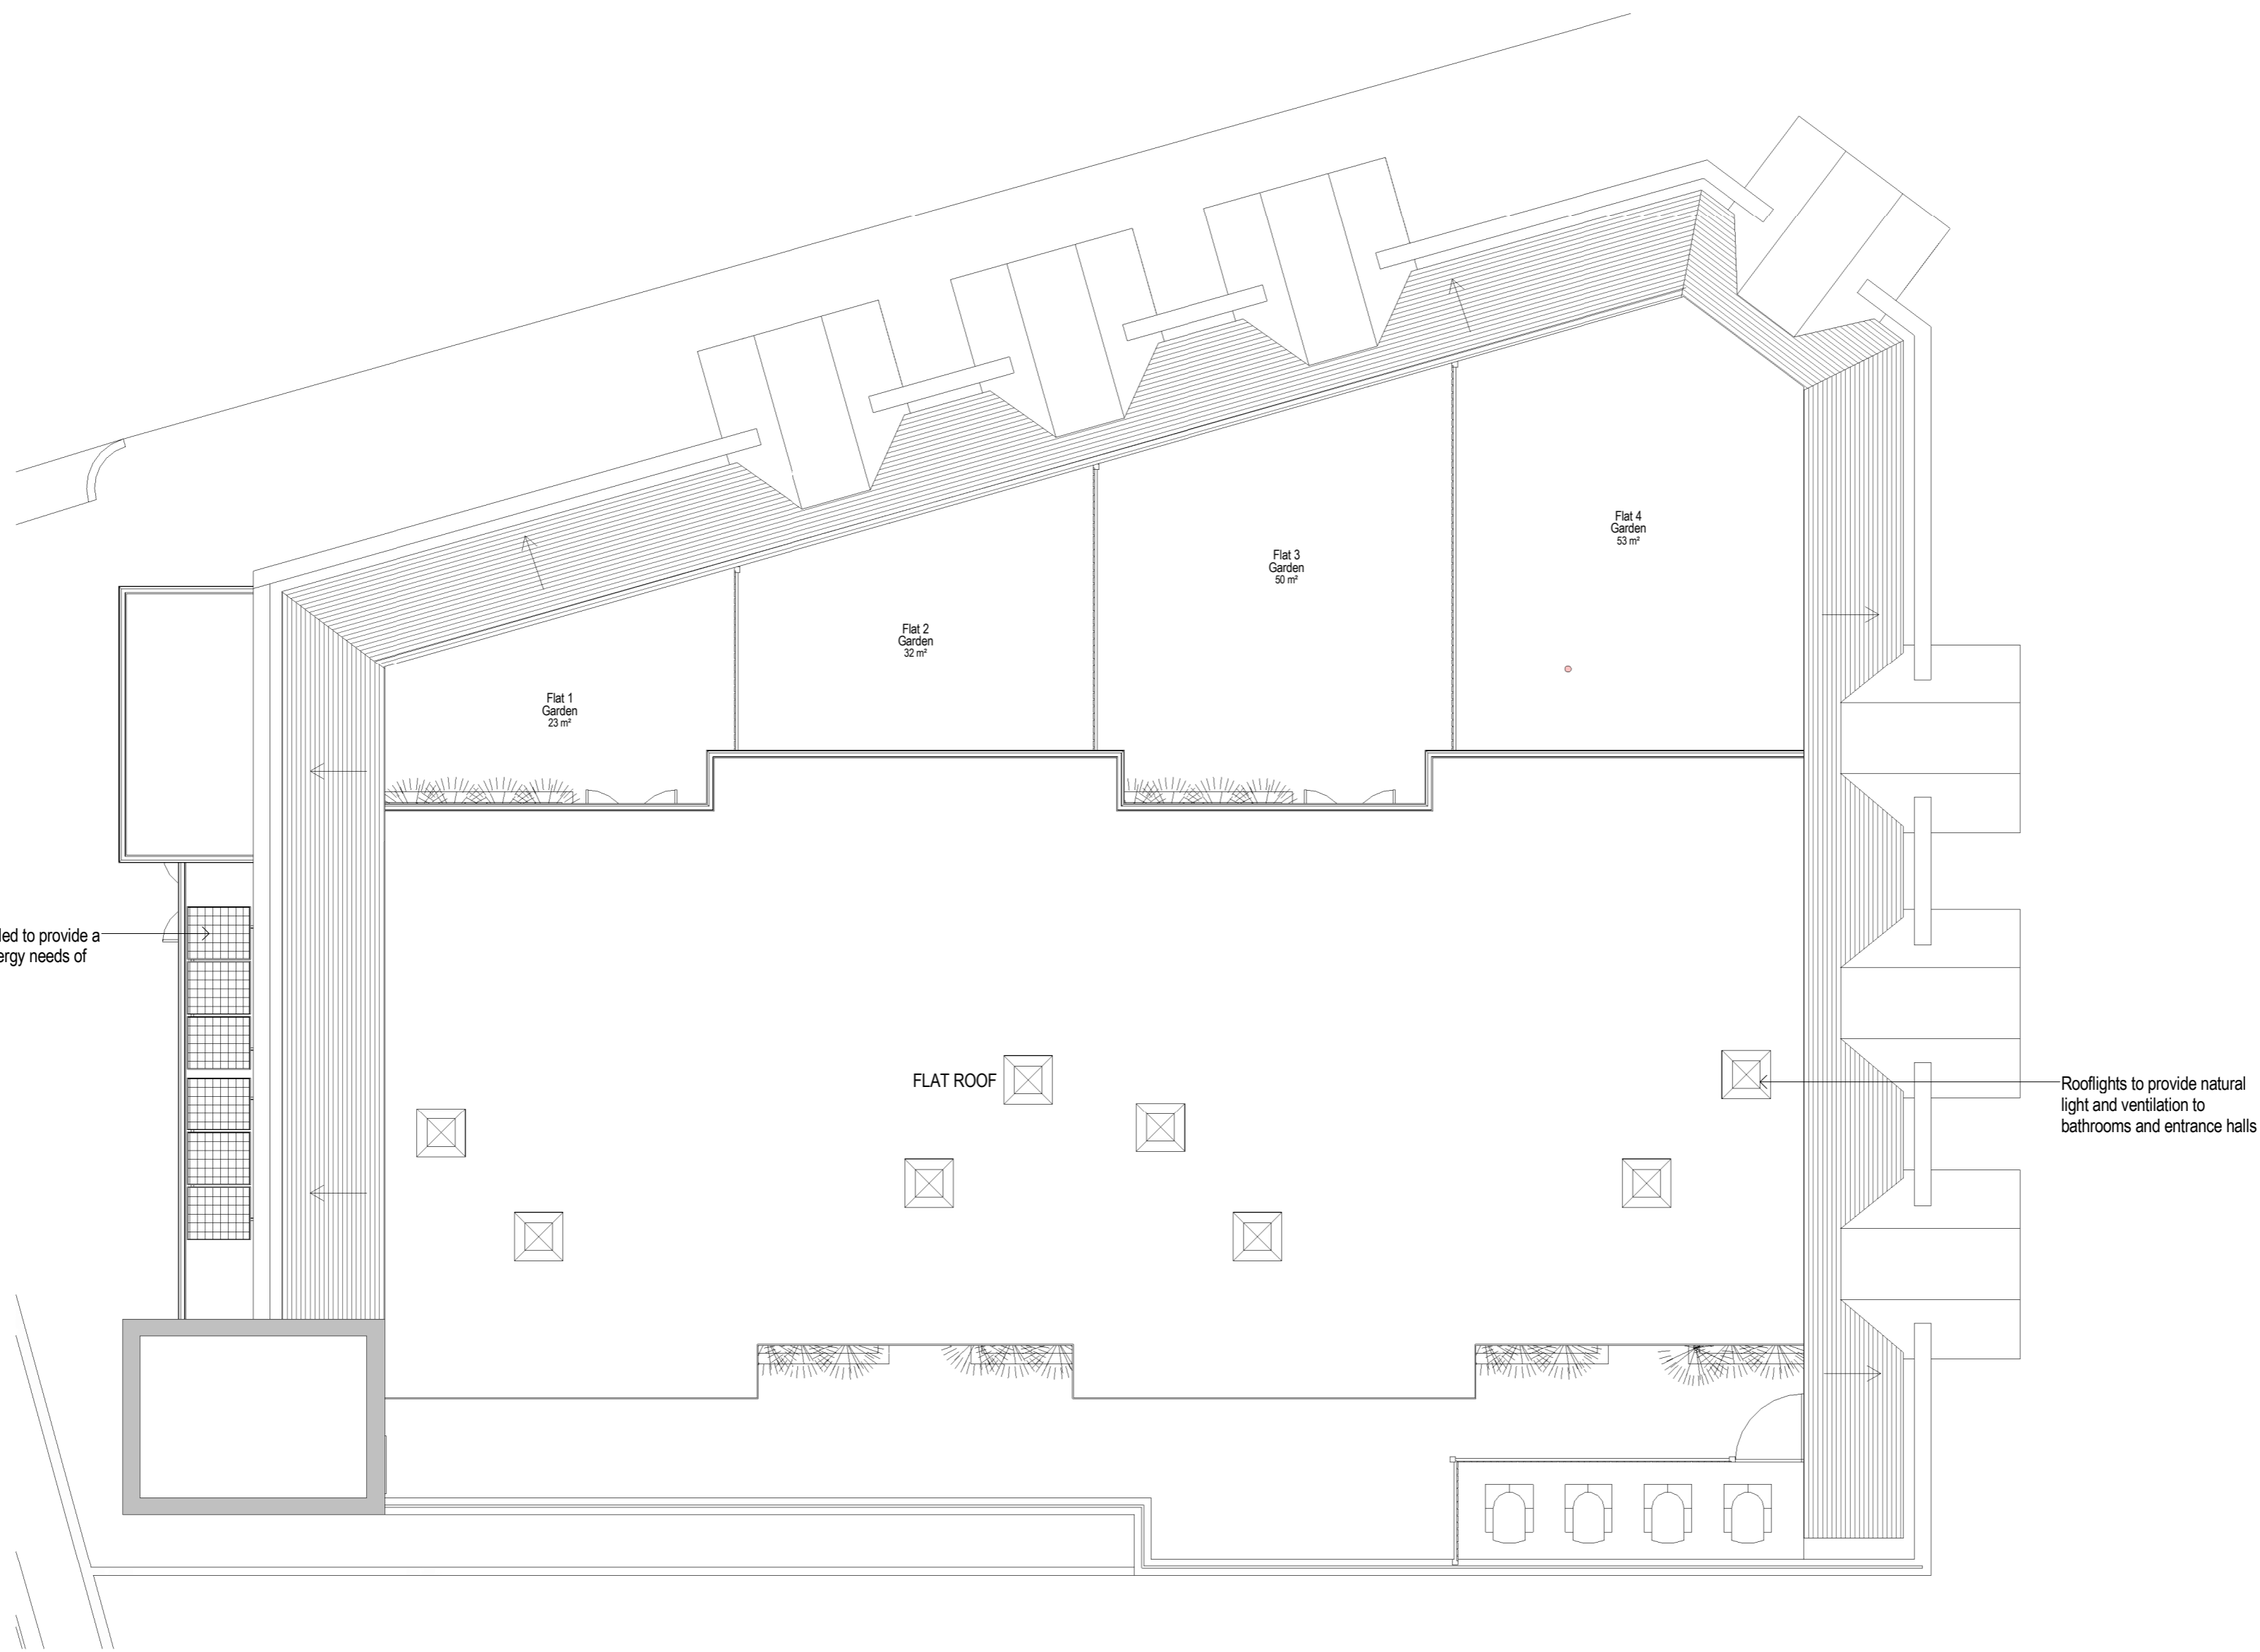 Flat 4
Garden
53 m²
Flat 3
Garden
50 m²
Flat 2
Garden
32 m²
Flat 1
Garden
23 m²
led to provide a
ergy needs of
FLAT ROOF
Rooflights to provide natural
light and ventilation to
bathrooms and entrance halls